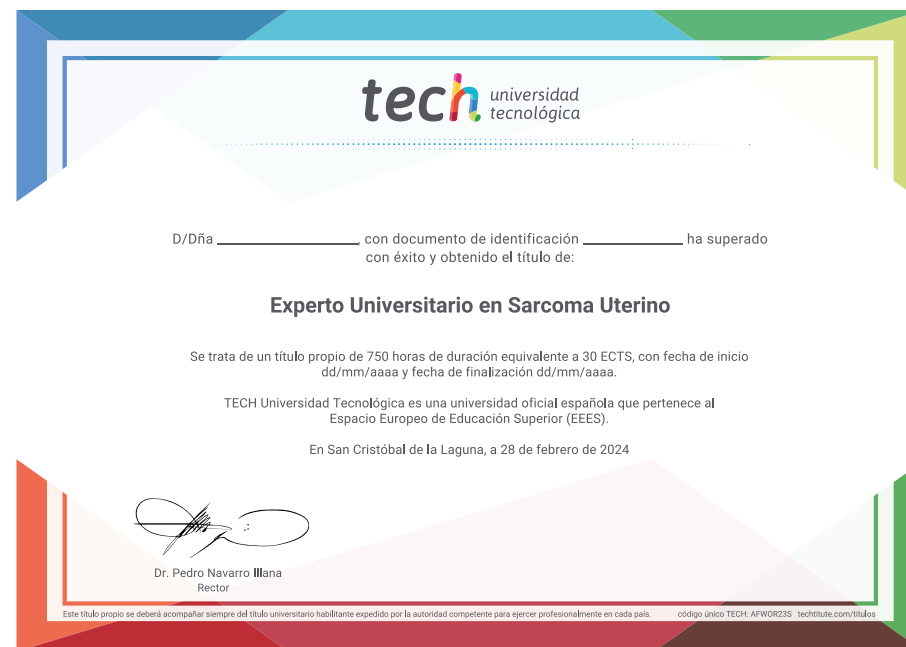 tech universidad
tecnológica
D/Dña ____________________, con documento de identificación ______________ ha superado
con éxito y obtenido el título de:
Experto Universitario en Sarcoma Uterino
Se trata de un título propio de 750 horas de duración equivalente a 30 ECTS, con fecha de inicio
dd/mm/aaaa y fecha de finalización dd/mm/aaaa.
TECH Universidad Tecnológica es una universidad oficial española que pertenece al
Espacio Europeo de Educación Superior (EEES).
En San Cristóbal de la Laguna, a 28 de febrero de 2024
Dr. Pedro Navarro Illana
Rector
Este título propio se deberá acompañar siempre del título universitario habilitante expedido por la autoridad competente para ejercer profesionalmente en cada país. código único TECH: AFWOR23S techtitute.com/titulos